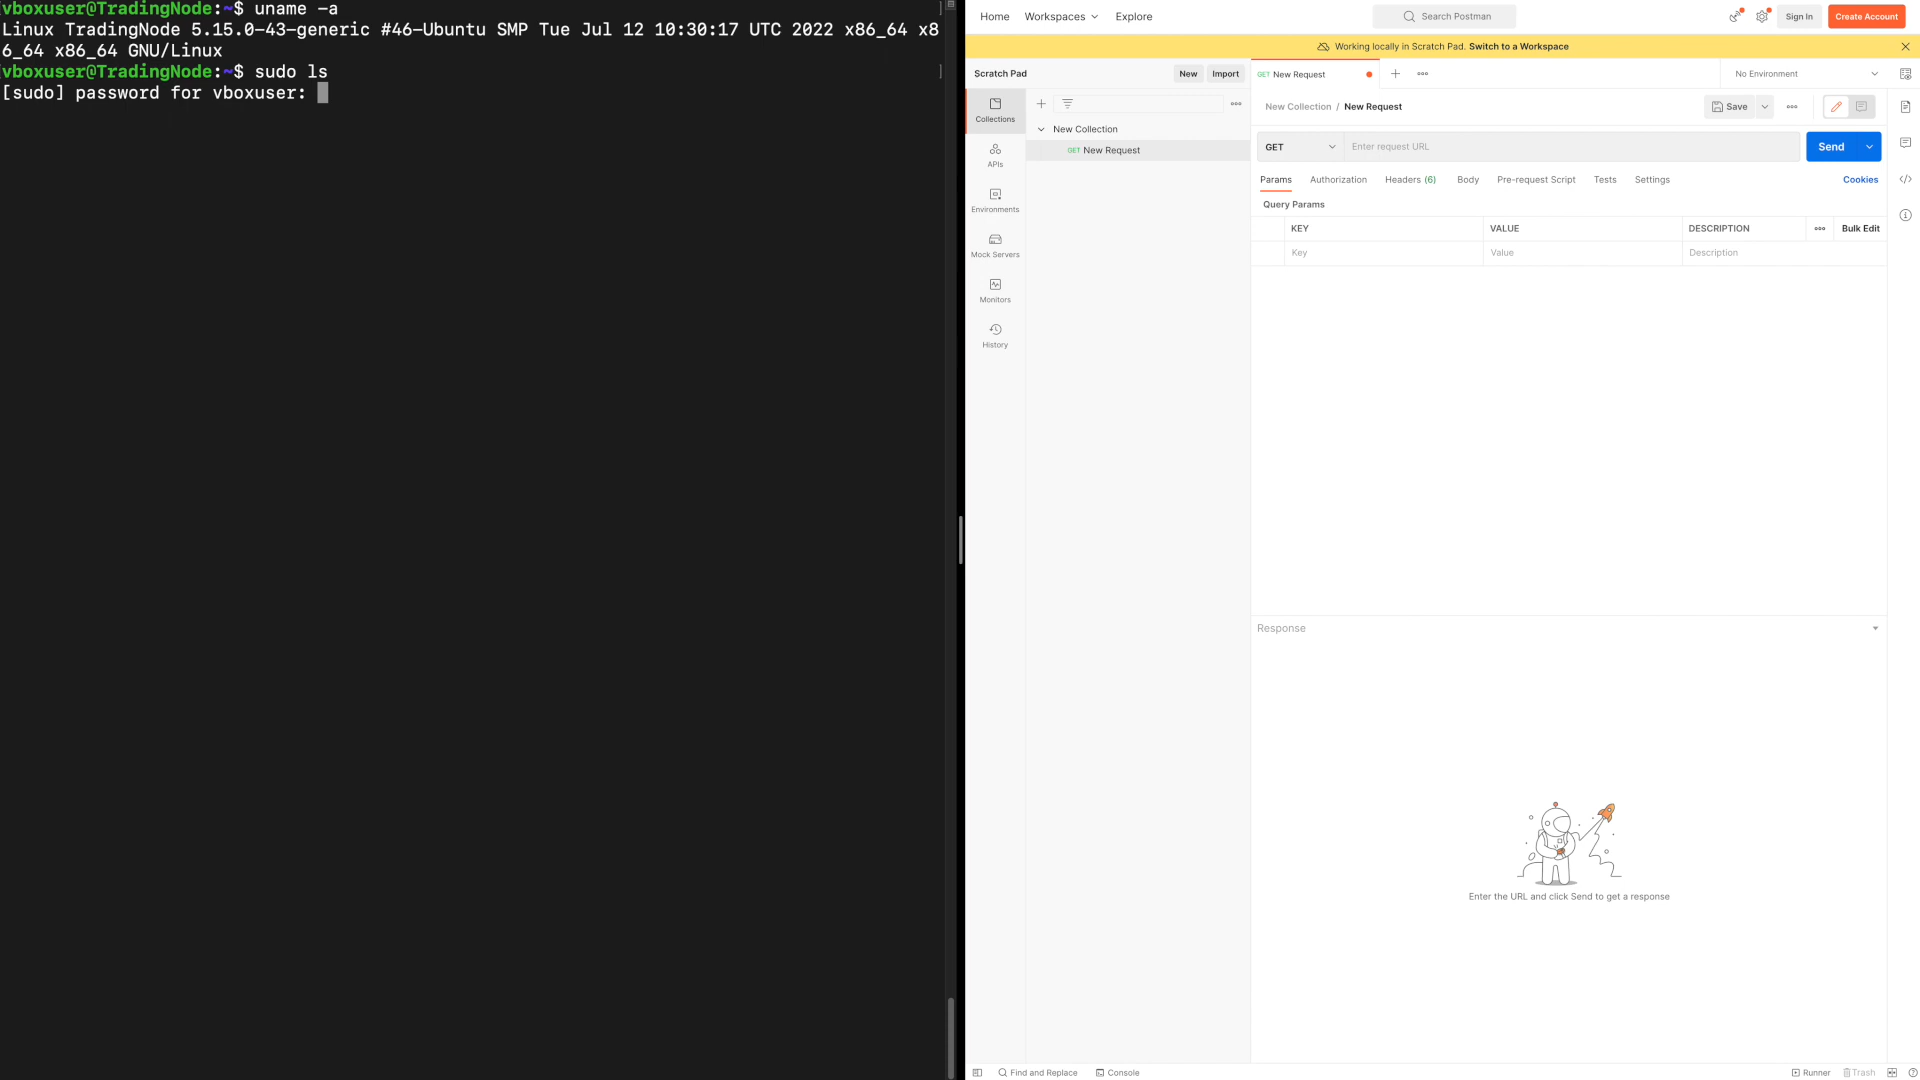 vboxuser@TradingNode:~$ uname -a
Linux TradingNode 5.15.0-43-generic #46-Ubuntu SMP Tue Jul 12 10:30:17 UTC 2022 x86_64 x8
6_64 x86_64 GNU/Linux
vboxuser@TradingNode:~$ sudo ls
[sudo] password for vboxuser:
Home Workspaces Explore Search Postman Sign In Create Account
Working locally in Scratch Pad. Switch to a Workspace
Scratch Pad New Import GET New Request No Environment
Collections
APIs
Environments
Mock Servers
Monitors
History
New Collection
GET New Request
New Collection / New Request Save
GET Enter request URL Send
Params Authorization Headers (6) Body Pre-request Script Tests Settings Cookies
Query Params
KEY VALUE DESCRIPTION Bulk Edit
Key Value Description
Response
Enter the URL and click Send to get a response
Find and Replace Console Runner Trash